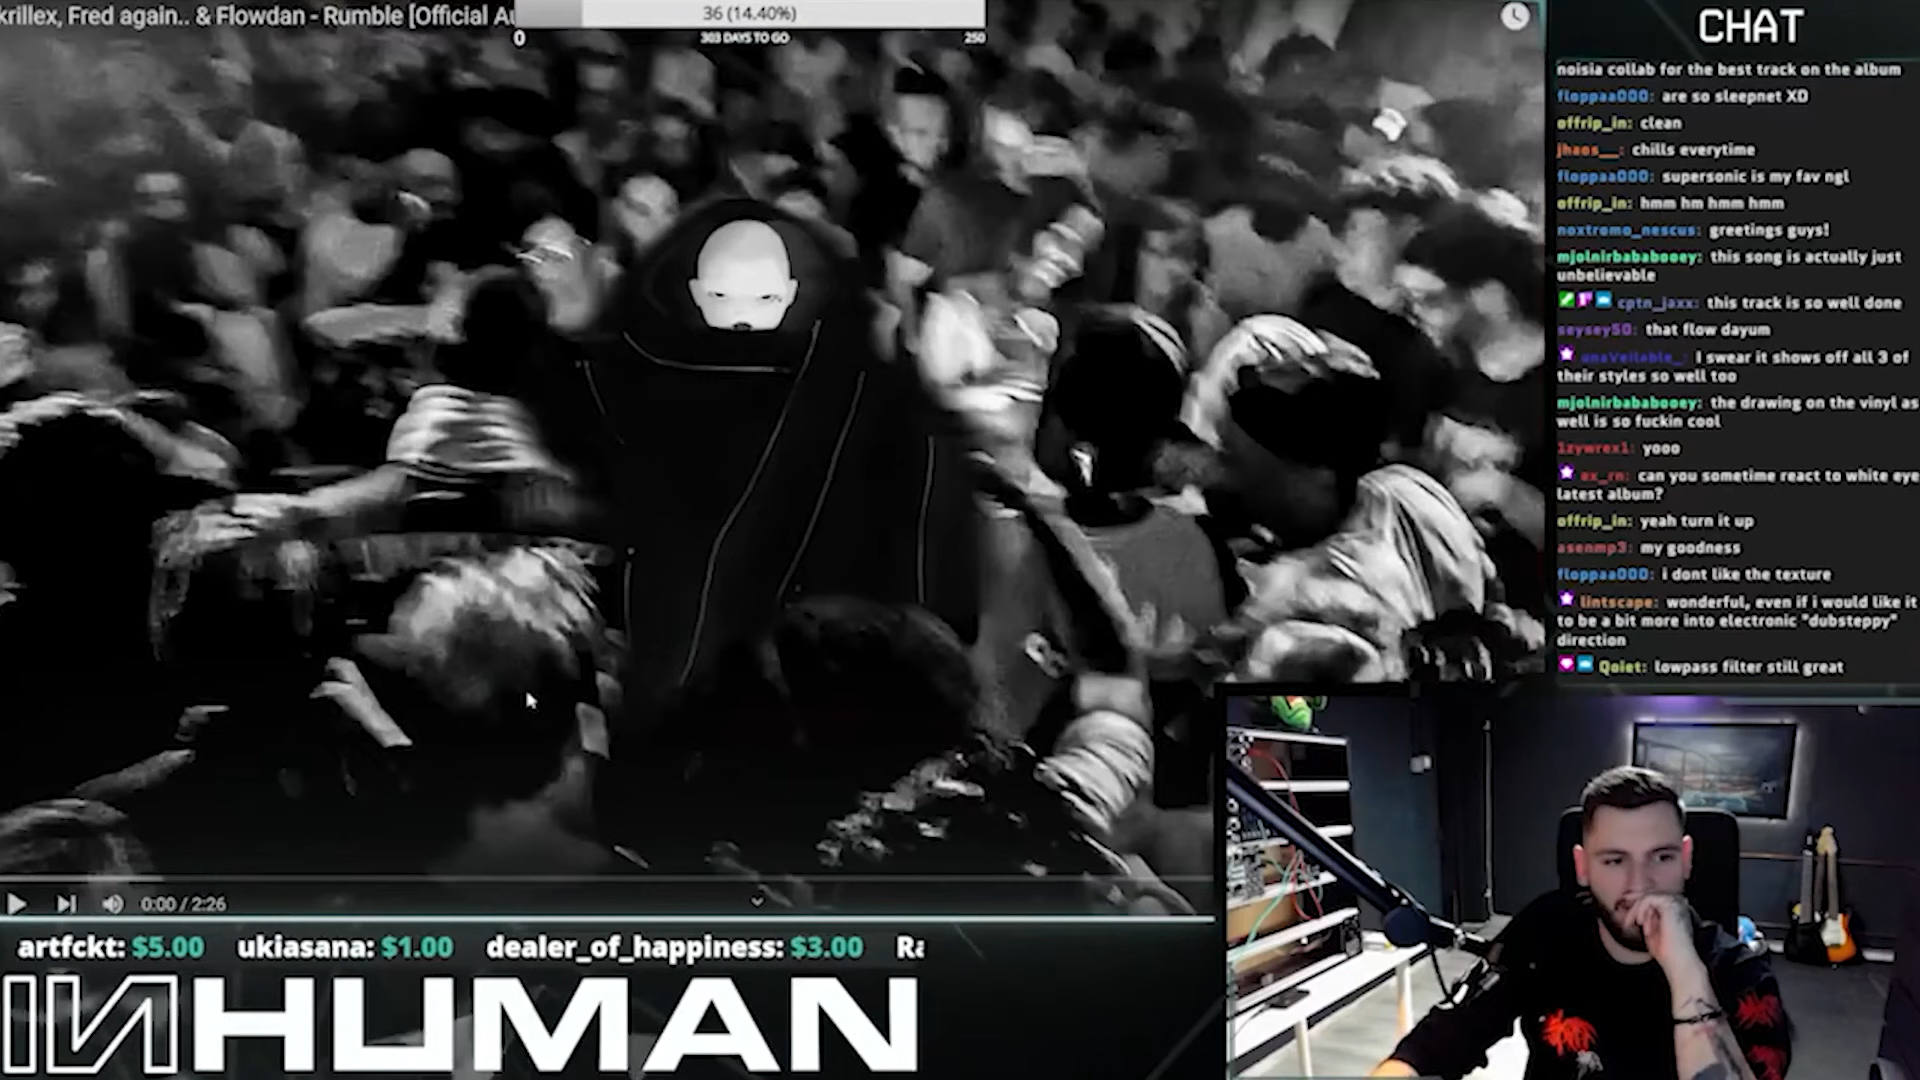 krillex, Fred again.. & Flowdan - Rumble [Official Au
36 (14.40%)
0
303 DAYS TO GO
250
CHAT
noisia collab for the best track on the album
floppaa000: are so sleepnet XD
offrip_in: clean
jhaos__: chills everytime
floppaa000: supersonic is my fav ngl
offrip_in: hmm hm hmm hmm
noxtromo_nescus: greetings guys!
mjolnirbababooey: this song is actually just
unbelievable
cptn_jaxx: this track is so well done
seysey50: that flow dayum
unaVeilable_: I swear it shows off all 3 of
their styles so well too
mjolnirbababooey: the drawing on the vinyl as
well is so fuckin cool
1zywrex1: yooo
ax_rn: can you sometime react to white eye
latest album?
offrip_in: yeah turn it up
asenmp3: my goodness
floppaa000: i dont like the texture
lintscape: wonderful, even if i would like it
to be a bit more into electronic "dubsteppy"
direction
Qoiet: lowpass filter still great
0:00 / 2:26
artfckt: $5.00 ukiasana: $1.00 dealer_of_happiness: $3.00 Ra
INHUMAN